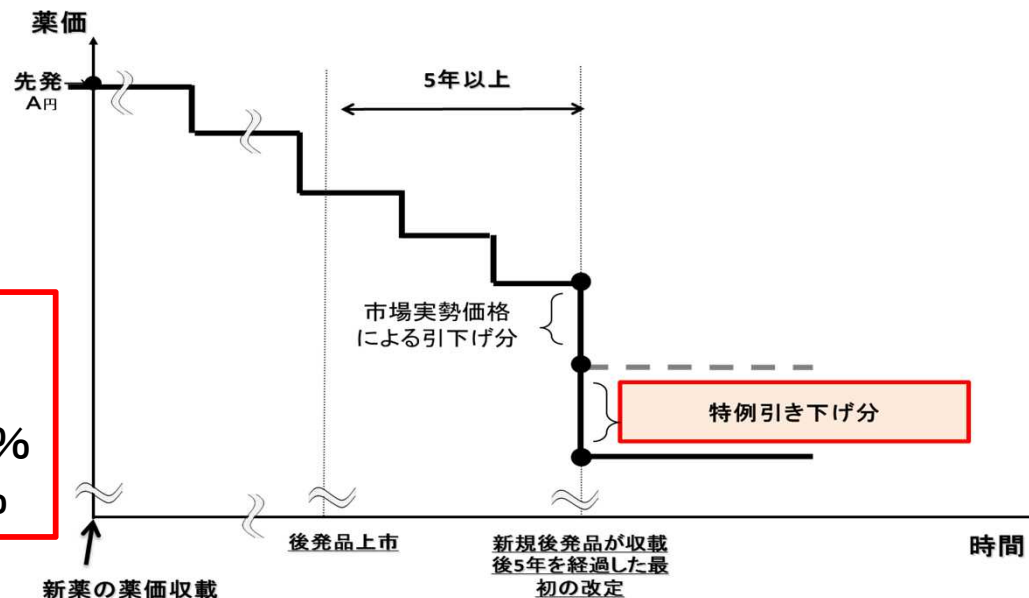 薬価
先発
A円
5年以上
市場実勢価格
による引下げ分
%
%
特例引き下げ分
後発品上市
新規後発品が収載
後5年を経過した最
初の改定
時間
新薬の薬価収載